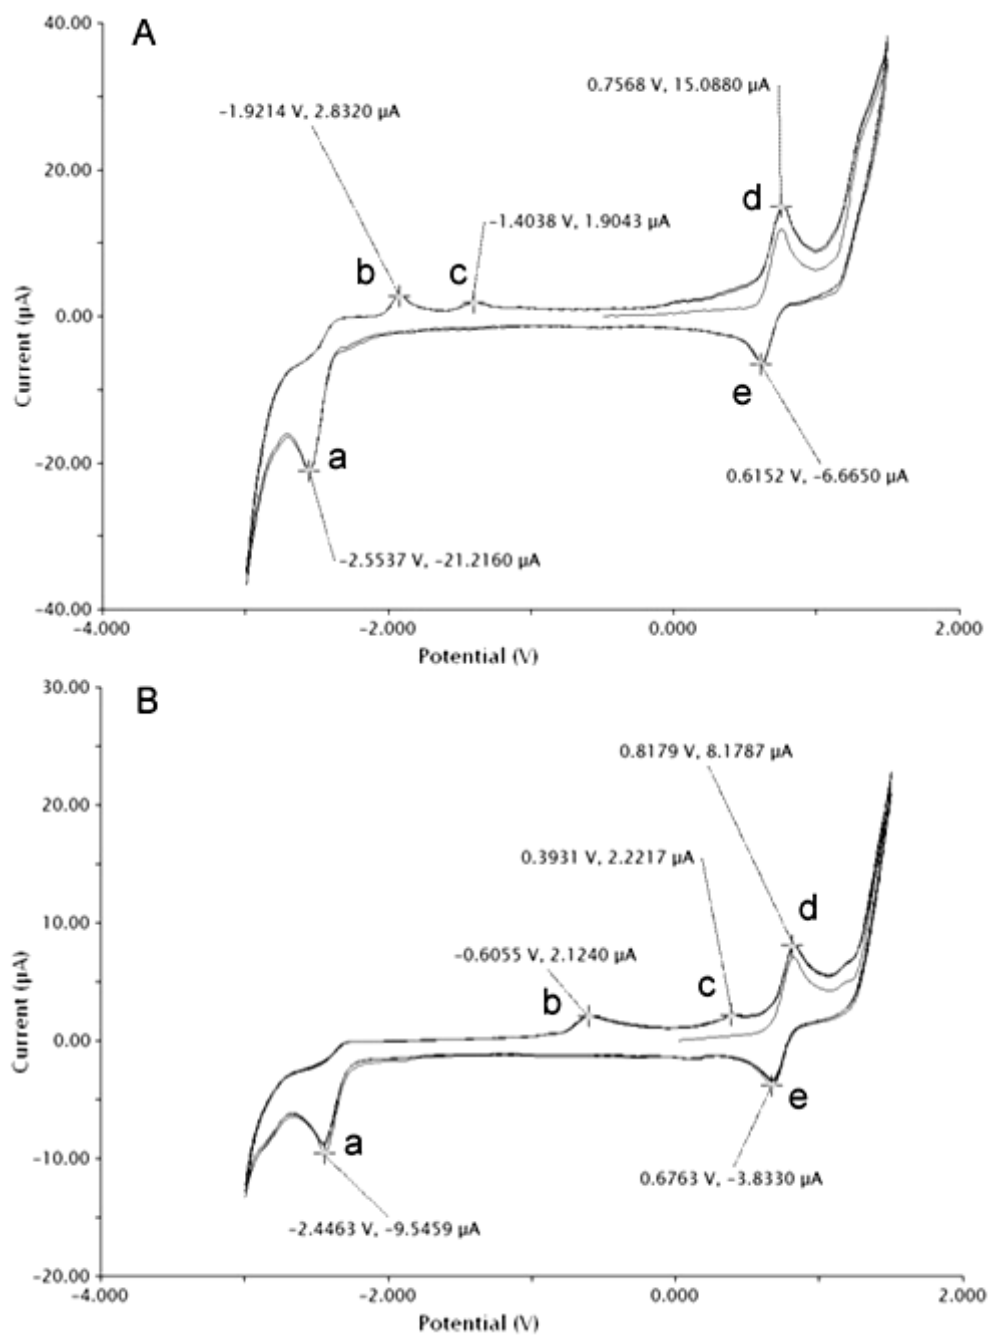 A
40.00
0.7568 V, 15.0880 µA
−1.9214 V, 2.8320 µA
20.00
d
−1.4038 V, 1.9043 µA
b
c
0.00
Current (µA)
e
a
−20.00
0.6152 V, −6.6650 µA
−2.5537 V, −21.2160 µA
−40.00
−4.000
−2.000
0.000
2.000
Potential (V)
B
30.00
0.8179 V, 8.1787 µA
20.00
0.3931 V, 2.2217 µA
d
10.00
−0.6055 V, 2.1240 µA
b
c
0.00
Current (µA)
e
a
−10.00
0.6763 V, −3.8330 µA
−2.4463 V, −9.5459 µA
−20.00
−4.000
−2.000
0.000
2.000
Potential (V)